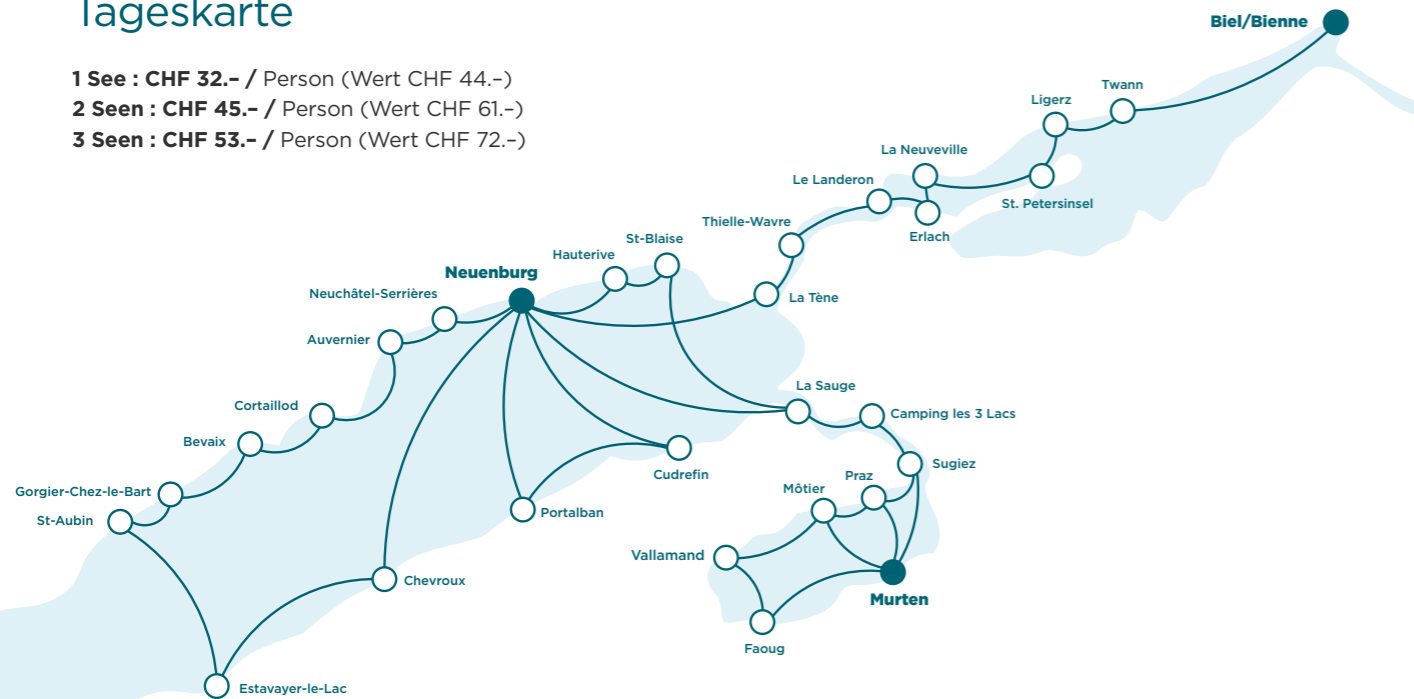 Tageskarte
1 See : CHF 32.– / Person (Wert CHF 44.–)
2 Seen : CHF 45.– / Person (Wert CHF 61.–)
3 Seen : CHF 53.– / Person (Wert CHF 72.–)
Biel/Bienne
Twann
Ligerz
La Neuveville
Le Landeron
St. Petersinsel
Thielle-Wavre
Erlach
St-Blaise
Hauterive
Neuenburg
Neuchâtel-Serrières
La Tène
Auvernier
La Sauge
Cortaillod
Camping les 3 Lacs
Bevaix
Sugiez
Cudrefin
Praz
Môtier
Gorgier-Chez-le-Bart
St-Aubin
Portalban
Vallamand
Chevroux
Murten
Faoug
Estavayer-le-Lac